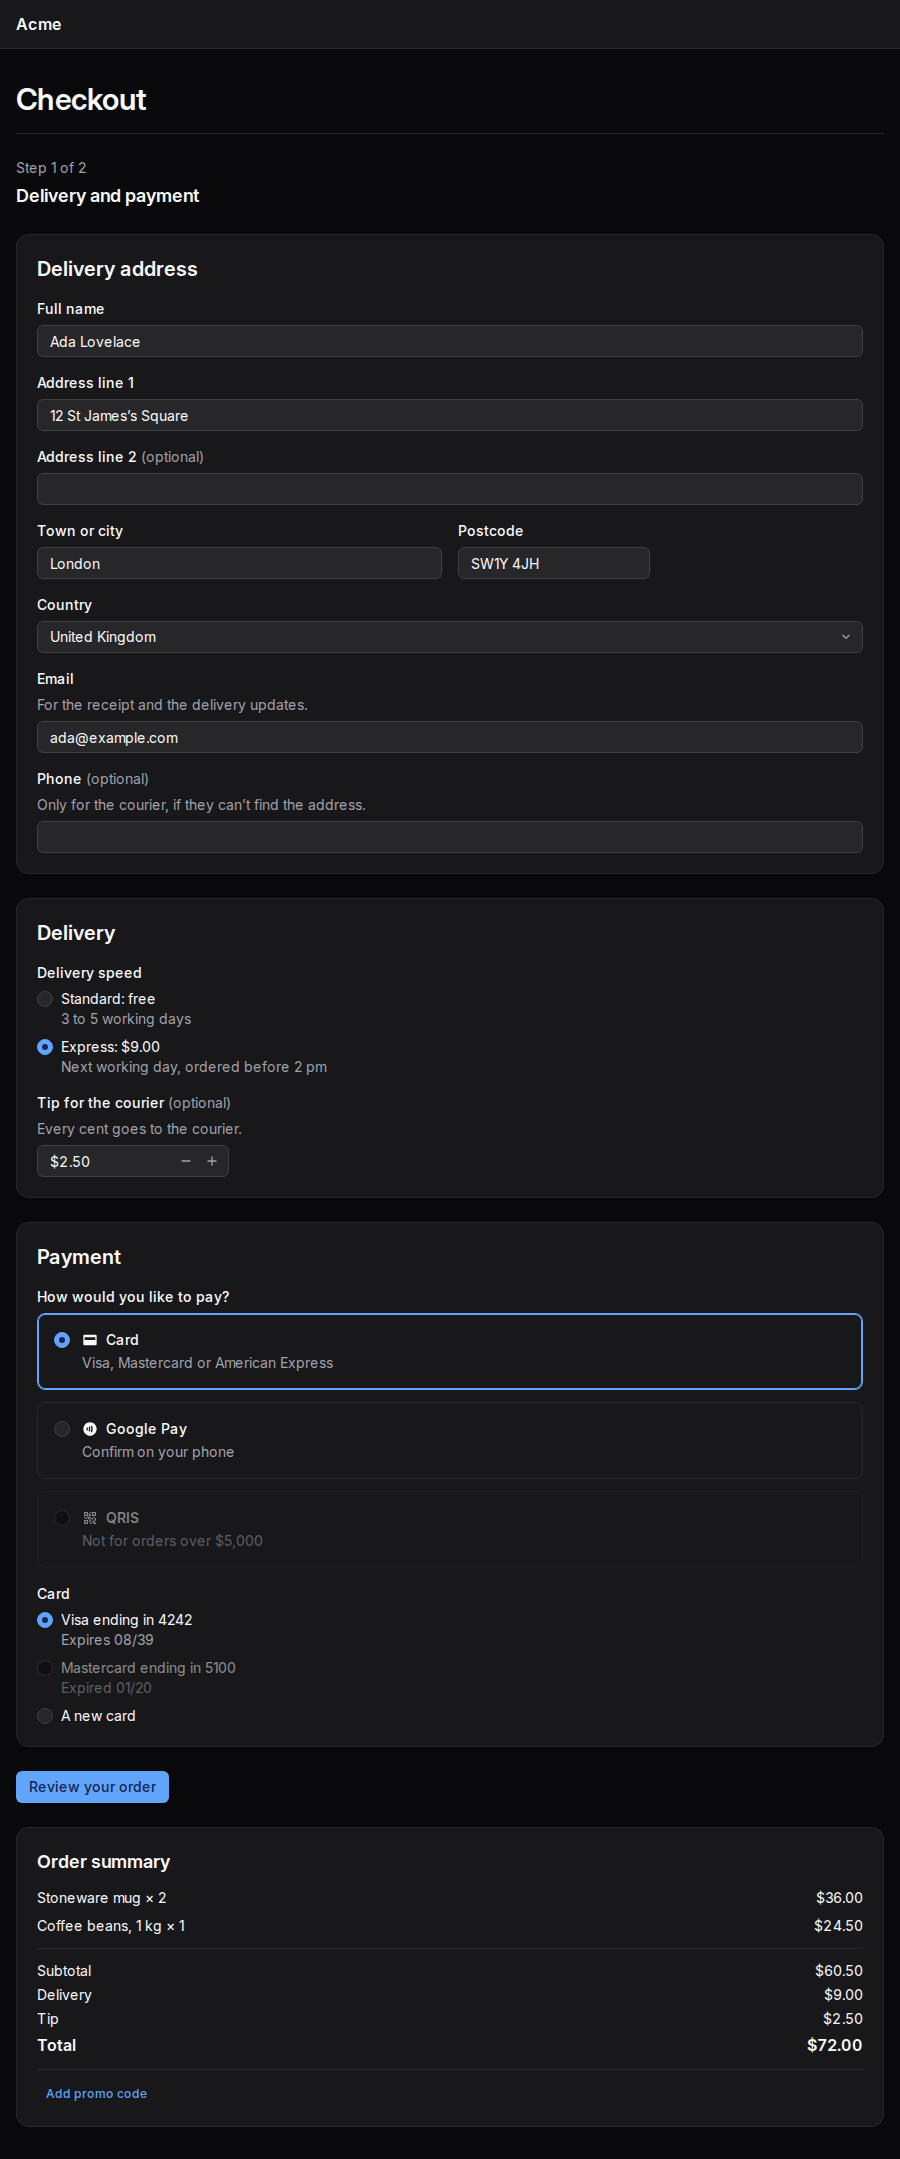 Acme
Checkout
Step 1 of 2
Delivery and payment
Delivery address
Full name
Ada Lovelace
Address line 1
12 St James’s Square
Address line 2 (optional)
Town or city
Postcode
London
SW1Y 4JH
Country
United Kingdom
Email
For the receipt and the delivery updates.
ada@example.com
Phone (optional)
Only for the courier, if they can’t find the address.
Delivery
Delivery speed
Standard: free
3 to 5 working days
Express: $9.00
Next working day, ordered before 2 pm
Tip for the courier (optional)
Every cent goes to the courier.
$2.50
Payment
How would you like to pay?
Card
Visa, Mastercard or American Express
Google Pay
Confirm on your phone
QRIS
Not for orders over $5,000
Card
Visa ending in 4242
Expires 08/39
Mastercard ending in 5100
Expired 01/20
A new card
Review your order
Order summary
Stoneware mug × 2 $36.00
Coffee beans, 1 kg × 1 $24.50
Subtotal $60.50
Delivery $9.00
Tip $2.50
Total $72.00
Add promo code